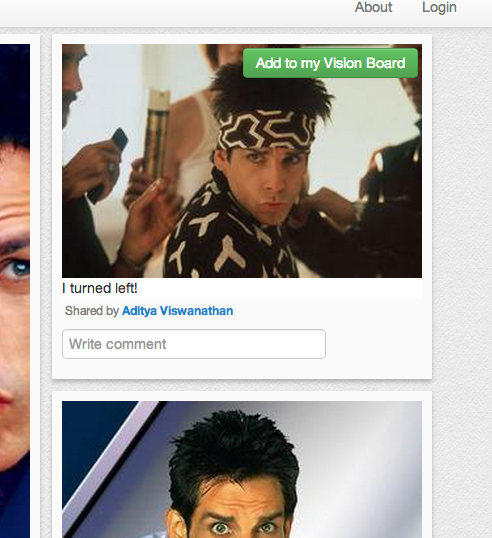 About Login
Add to my Vision Board
I turned left!
Shared by Aditya Viswanathan
Write comment